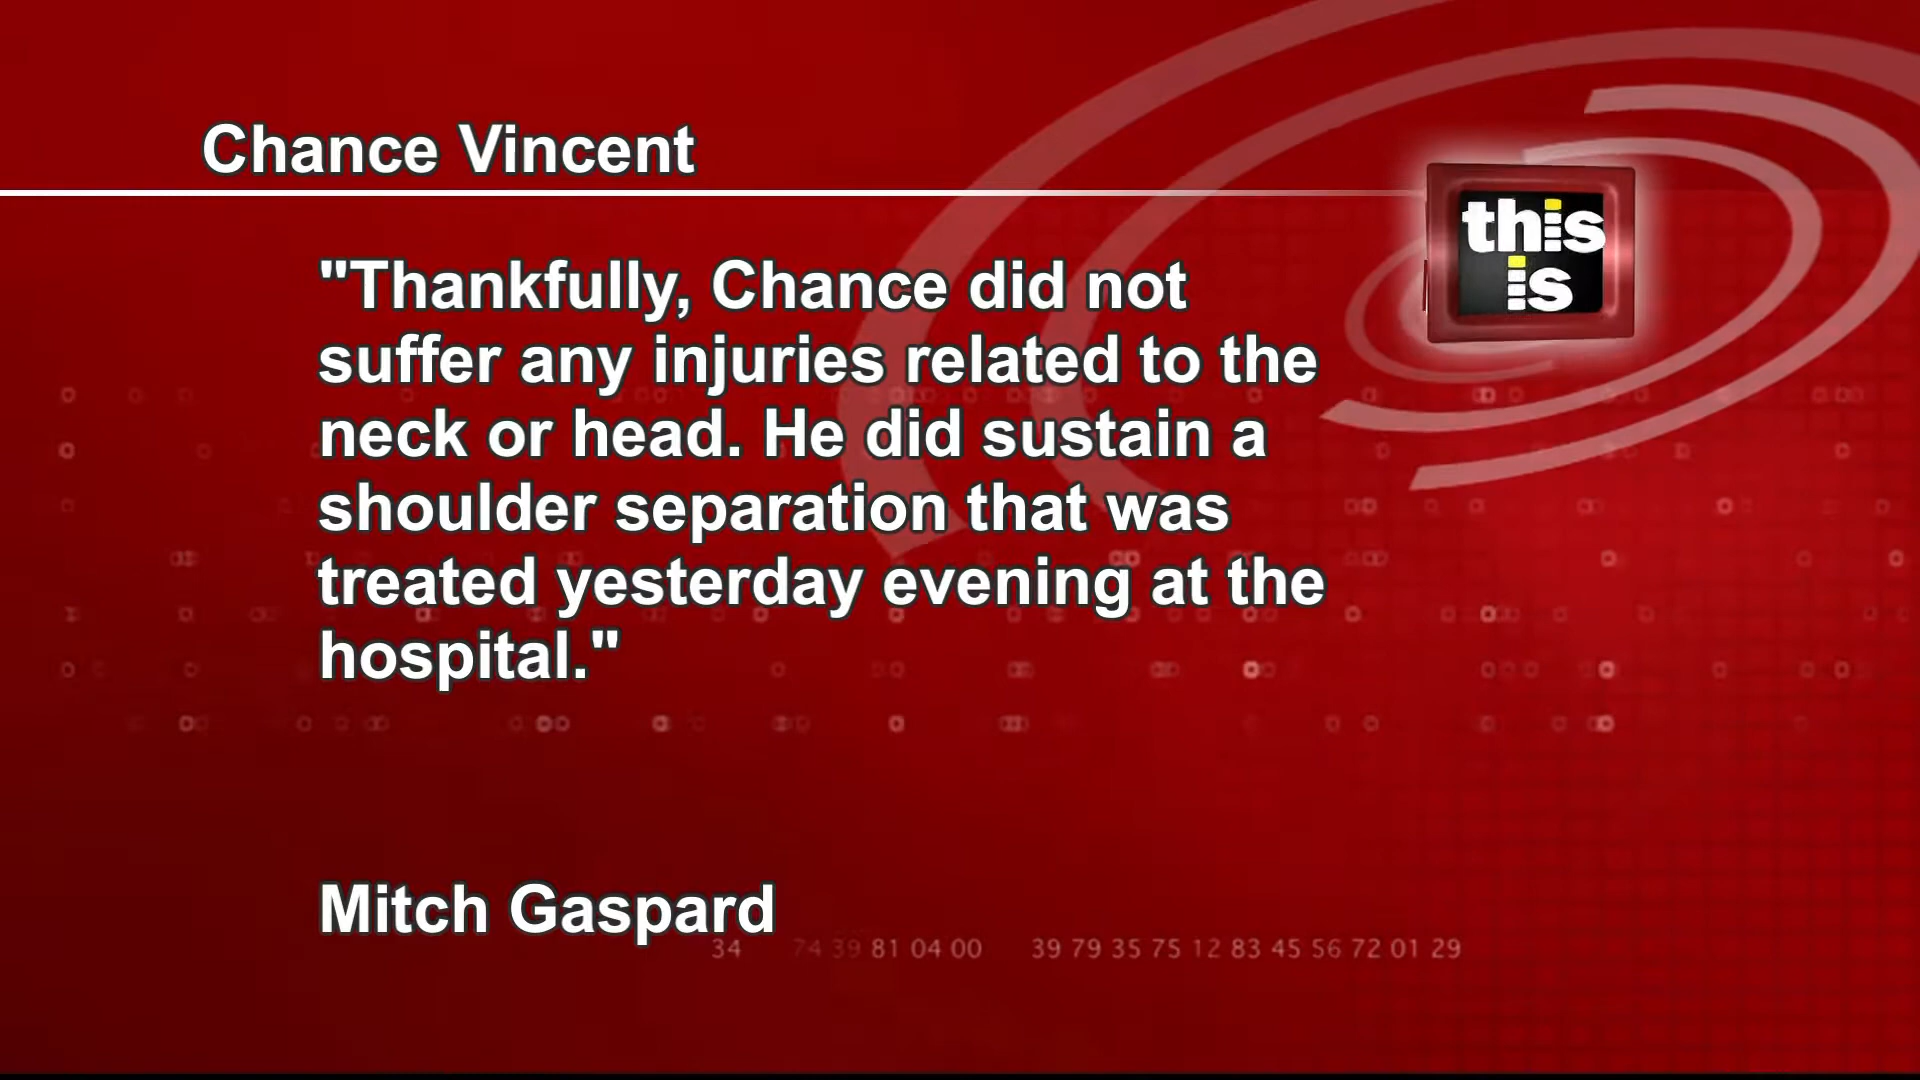 Chance Vincent
this
is
"Thankfully, Chance did not
suffer any injuries related to the
neck or head. He did sustain a
shoulder separation that was
treated yesterday evening at the
hospital."
Mitch Gaspard
34 74 39 81 04 00 39 79 35 75 12 83 45 56 72 01 29